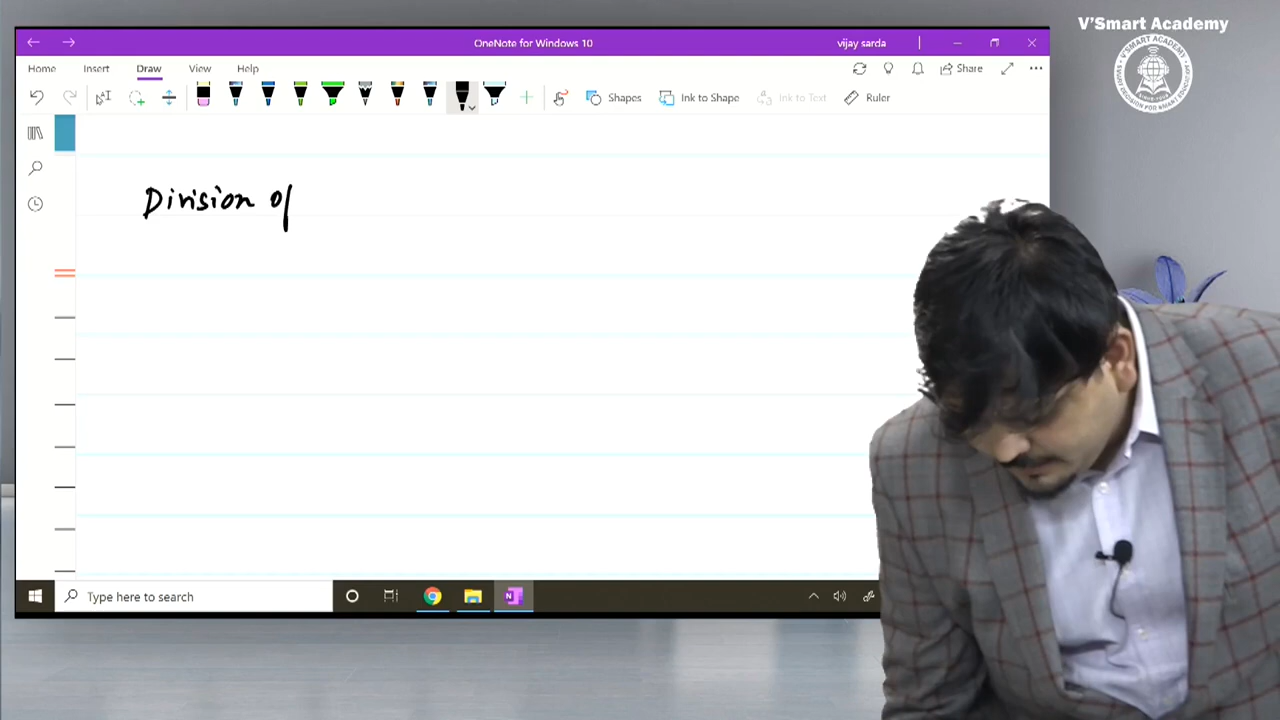 V'Smart Academy
OneNote for Windows 10
vijay sarda
Home
Insert
Draw
View
Help
Share
Shapes
Ink to Shape
Ink to Text
Ruler
Division of
Type here to search